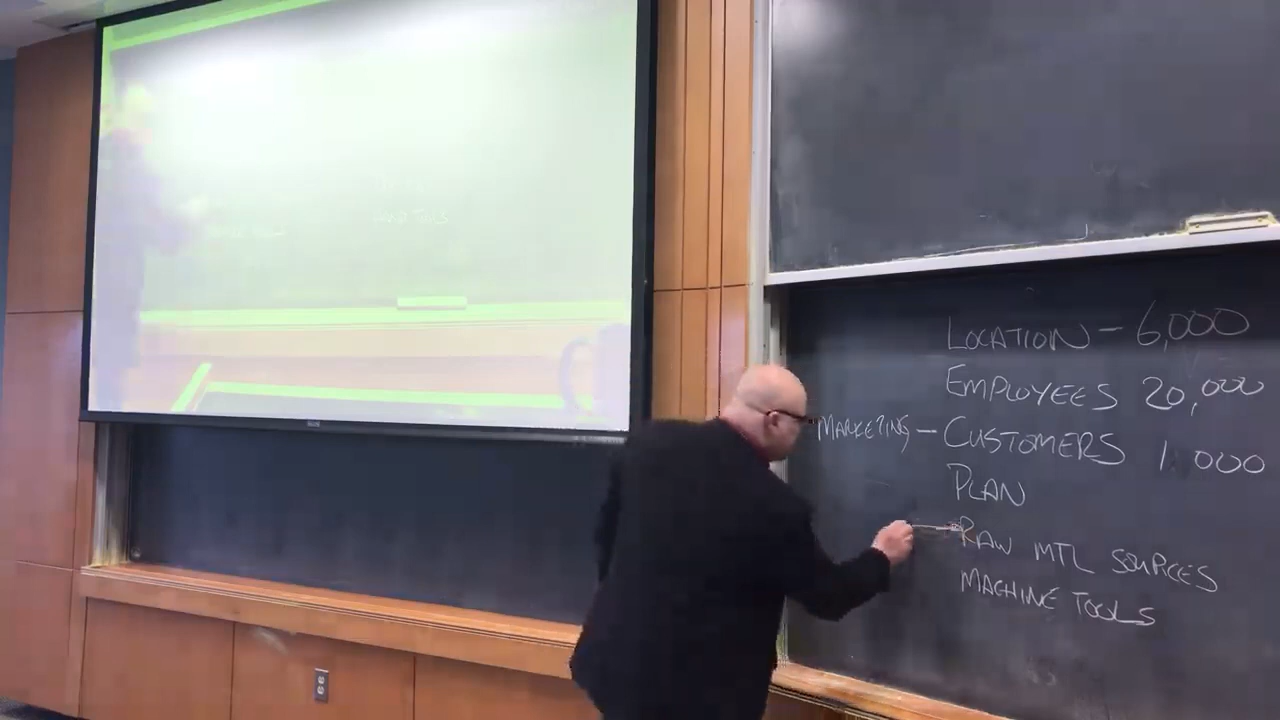 LOCATION - 6,000
EMPLOYEES 20,000
MARKETING - CUSTOMERS 1,000
PLAN
RAW MTL SOURCES
MACHINE TOOLS